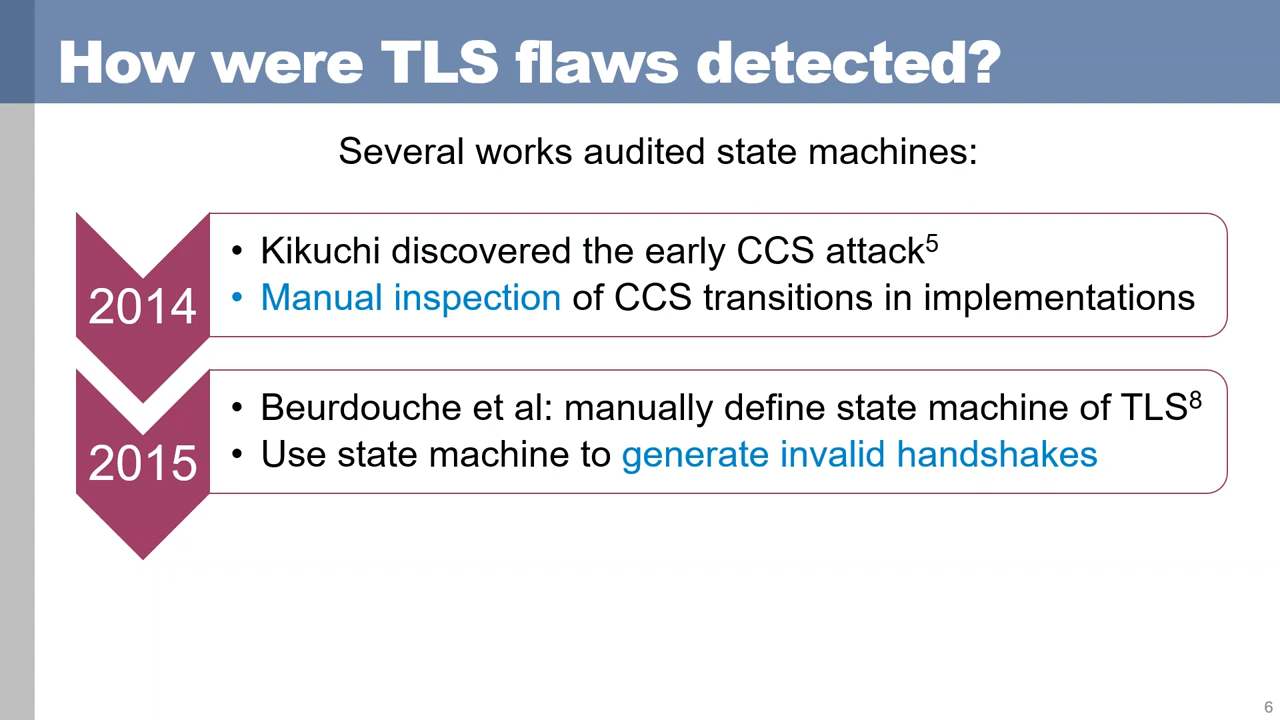 How were TLS flaws detected?
Several works audited state machines:
2014
• Kikuchi discovered the early CCS attack⁵
• Manual inspection of CCS transitions in implementations
2015
• Beurdouche et al: manually define state machine of TLS⁸
• Use state machine to generate invalid handshakes
6